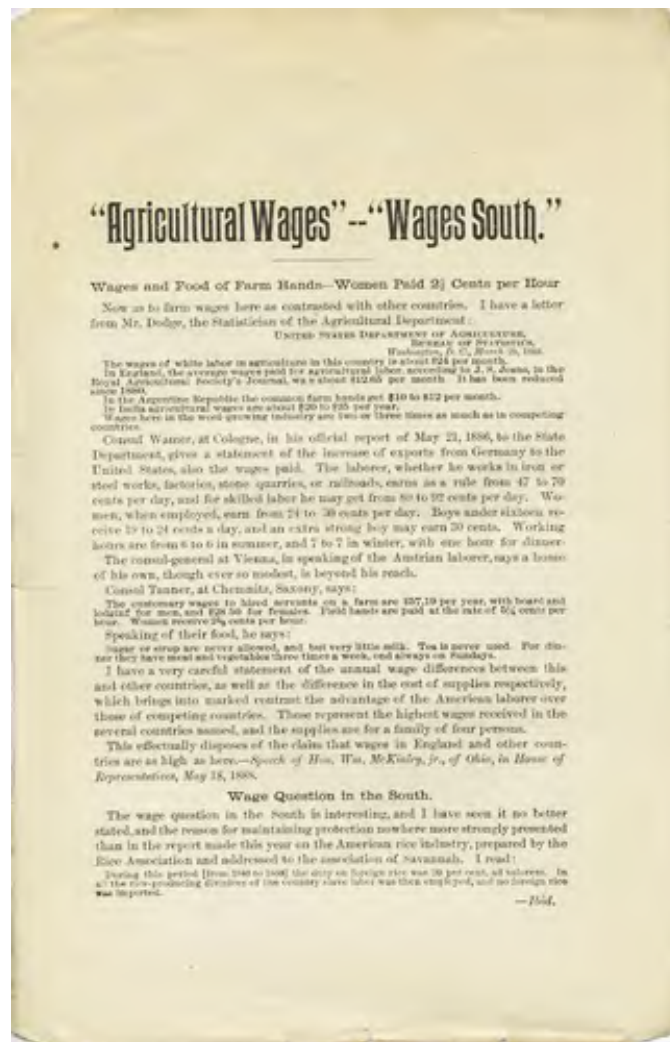 “Agricultural Wages”--“Wages South.”
Wages and Food of Farm Hands—Women Paid 2½ Cents per Hour
Now as to farm wages here as contrasted with other countries. I have a letter
from Mr. Dodge, the Statistician of the Agricultural Department:
UNITED STATES DEPARTMENT OF AGRICULTURE,
BUREAU OF STATISTICS,
Washington, D. C., March
The wages of white labor in agriculture in this country is about $24 per month.
In England, the average wages paid for agricultural labor, according to J. S. Jeans, in the
Royal Agricultural Society's Journal, was about $12.65 per month. It has been reduced
since 1880.
In the Argentine Republic the common farm hands get $10 to $12 per month.
In India agricultural wages are about $20 to $25 per year.
Wages here in the wool-growing industry are two or three times as much as in competing
countries.
Consul Wamer, at Cologne, in his official report of May 21, 1886, to the State
Department, gives a statement of the increase of exports from Germany to the
United States, also the wages paid. The laborer, whether he works in iron or
steel works, factories, stone quarries, or railroads, earns as a rule from 47 to 70
cents per day, and for skilled labor he may get from 80 to 92 cents per day. Wo-
men, when employed, earn from 24 to 30 cents per day. Boys under sixteen re-
ceive 19 to 24 cents a day, and an extra strong boy may earn 30 cents. Working
hours are from 6 to 6 in summer, and 7 to 7 in winter, with one hour for dinner.
The consul-general at Vienna, in speaking of the Austrian laborer, says a home
of his own, though ever so modest, is beyond his reach.
Consul Tanner, at Chemnitz, Saxony, says:
The customary wages to hired servants on a farm are $57,10 per year, with board and
lodging for men, and $28.50 for females. Field hands are paid at the rate of cents per
hour. Women receive cents per hour.
Speaking of their food, he says:
Sugar or sirup are never allowed, and but very little milk. Tea is never used. For din-
ner they have meat and vegetables three times a week, and always on Sundays.
I have a very careful statement of the annual wage differences between this
and other countries, as well as the difference in the cost of supplies respectively,
which brings into marked contrast the advantage of the American laborer over
those of competing countries. These represent the highest wages received in the
several countries named, and the supplies are for a family of four persons.
This effectually disposes of the claim that wages in England and other coun-
tries are as high as here.—Speech of Hon. Wm. McKinley, jr., of Ohio, in House of
Representatives, May 18, 1888.
Wage Question in the South.
The wage question in the South is interesting, and I have seen it no better
stated, and the reason for maintaining protection nowhere more strongly presented
than in the report made this year on the American rice industry, prepared by the
Rice Association and addressed to the association of Savannah. I read:
During this period the duty on foreign rice was per cent. ad valorem. In
all the rice-producing divisions of the country slave labor was then employed, and no foreign rice
was imported.
—Ibid.